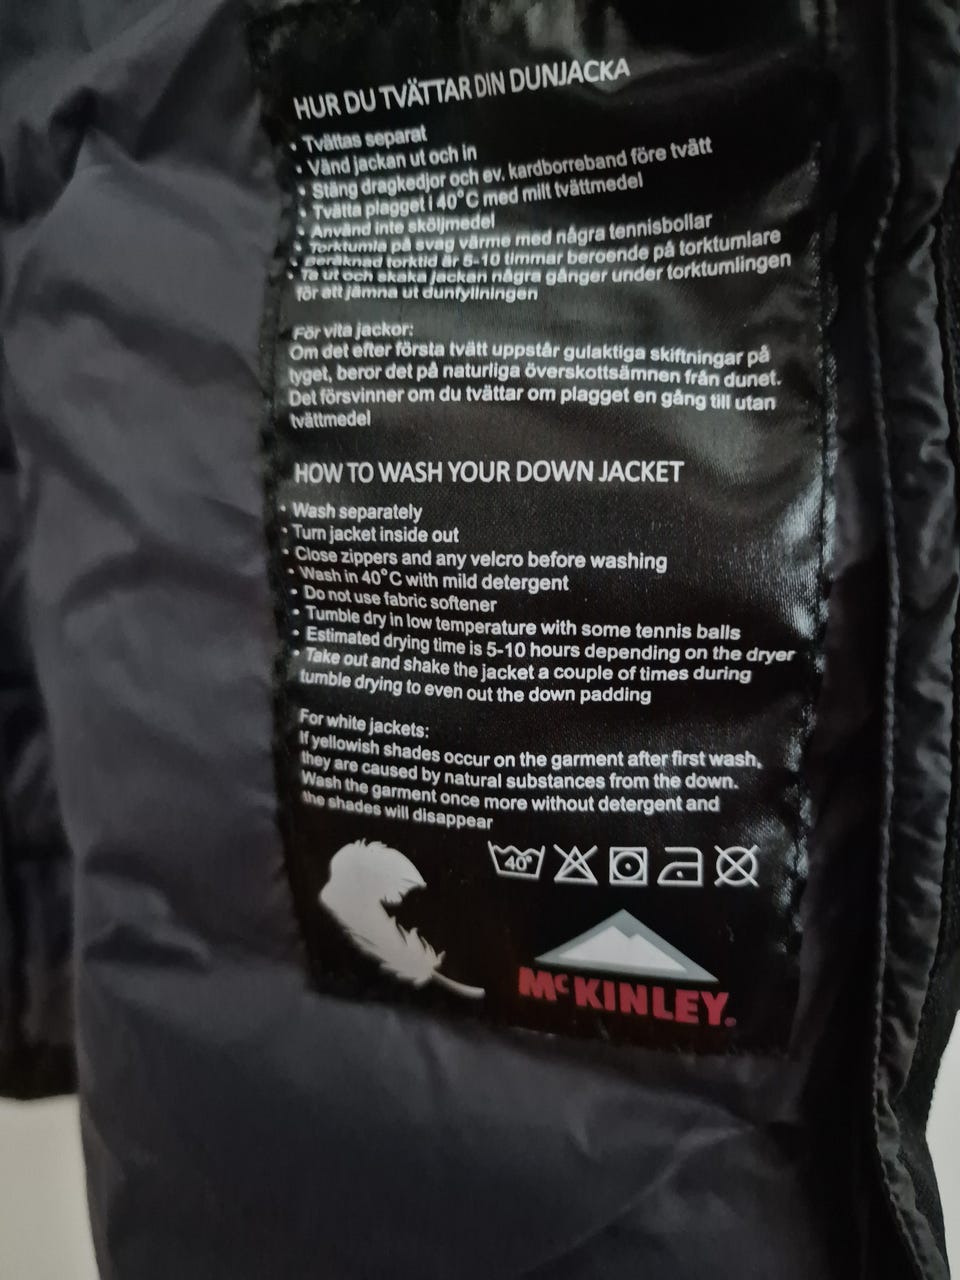 HUR DU TVÄTTAR DIN DUNJACKA
• Tvättas separat
• Vänd jackan ut och in
• Stäng dragkedjor och ev. kardborreband före tvätt
• Tvätta plagget i 40°C med milt tvättmedel
• Använd inte sköljmedel
• Torktumla på svag värme med några tennisbollar
• Beräknad torktid är 5-10 timmar beroende på torktumlare
• Ta ut och skaka jackan några gånger under torktumlingen
för att jämna ut dunfyllningen
För vita jackor:
Om det efter första tvätt uppstår gulaktiga skiftningar på
tyget, beror det på naturliga överskottsämnen från dunet.
Det försvinner om du tvättar om plagget en gång till utan
tvättmedel
HOW TO WASH YOUR DOWN JACKET
• Wash separately
• Turn jacket inside out
• Close zippers and any velcro before washing
• Wash in 40°C with mild detergent
• Do not use fabric softener
• Tumble dry in low temperature with some tennis balls
• Estimated drying time is 5-10 hours depending on the dryer
• Take out and shake the jacket a couple of times during
tumble drying to even out the down padding
For white jackets:
If yellowish shades occur on the garment after first wash,
they are caused by natural substances from the down.
Wash the garment once more without detergent and
the shades will disappear
40°
McKINLEY.